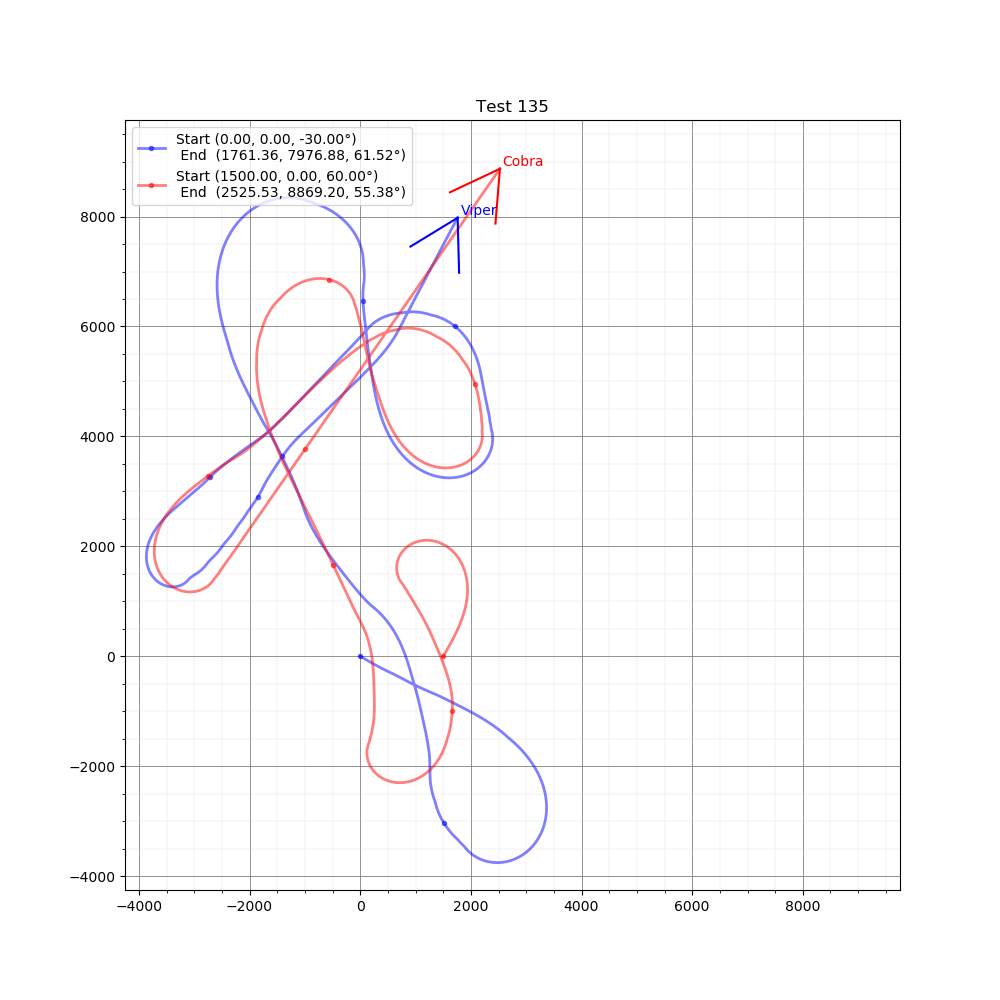 Test 135
Start (0.00, 0.00, -30.00°)
End (1761.36, 7976.88, 61.52°)
Start (1500.00, 0.00, 60.00°)
End (2525.53, 8869.20, 55.38°)
Cobra
Viper
8000
6000
4000
2000
0
−2000
−4000
−4000 −2000 0 2000 4000 6000 8000